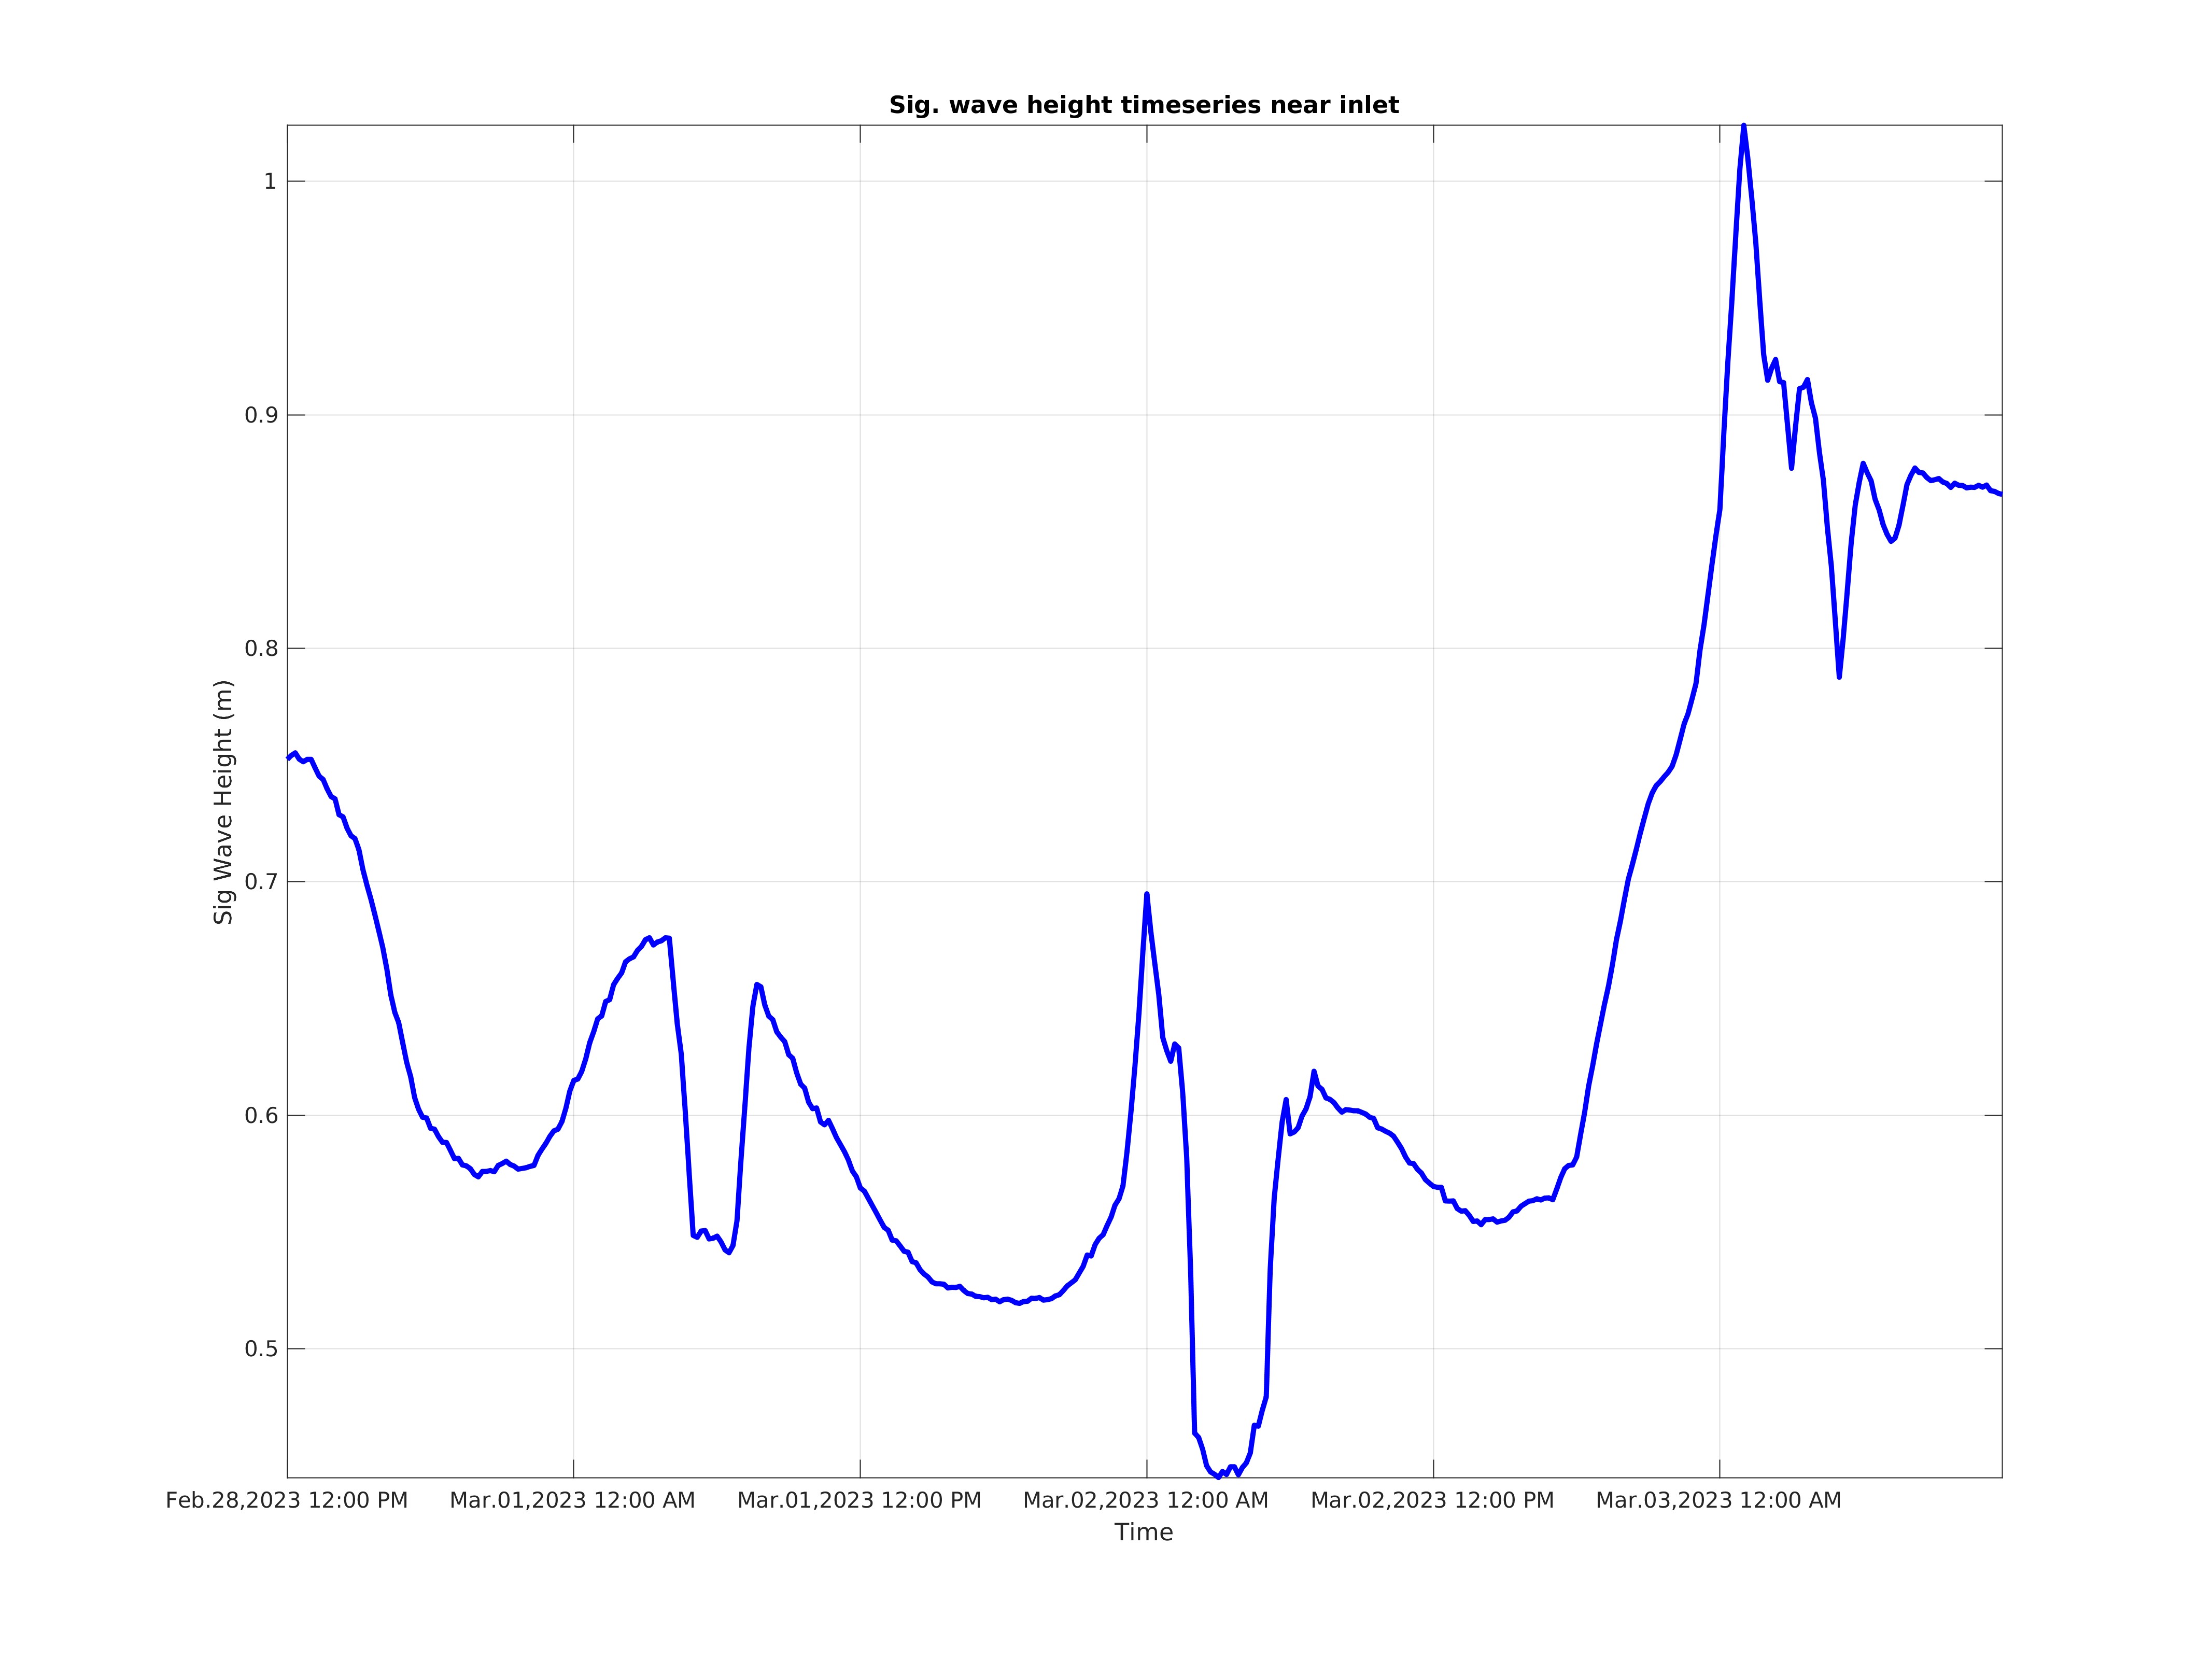 Sig. wave height timeseries near inlet
1
0.9
0.8
0.7
0.6
0.5
Sig Wave Height (m)
Feb.28,2023 12:00 PM
Mar.01,2023 12:00 AM
Mar.01,2023 12:00 PM
Mar.02,2023 12:00 AM
Mar.02,2023 12:00 PM
Mar.03,2023 12:00 AM
Time